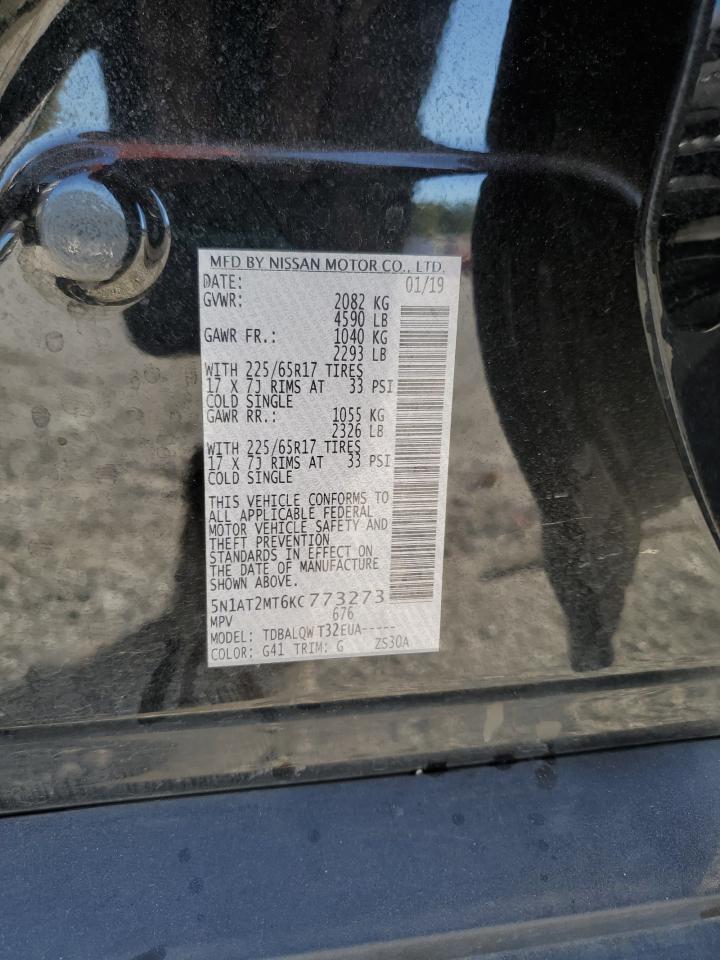 MFD BY NISSAN MOTOR CO., LTD.
DATE: 01/19
GVWR: 2082 KG
4590 LB
GAWR FR.: 1040 KG
2293 LB
WITH 225/65R17 TIRES
17 X 7J RIMS AT 33 PSI
COLD SINGLE
GAWR RR.: 1055 KG
2326 LB
WITH 225/65R17 TIRES
17 X 7J RIMS AT 33 PSI
COLD SINGLE
THIS VEHICLE CONFORMS TO
ALL APPLICABLE FEDERAL
MOTOR VEHICLE SAFETY AND
THEFT PREVENTION
STANDARDS IN EFFECT ON
THE DATE OF MANUFACTURE
SHOWN ABOVE.
5N1AT2MT6KC773273
MPV 676
MODEL: TDBALQW T32EUA-----
COLOR: G41 TRIM: G ZS30A